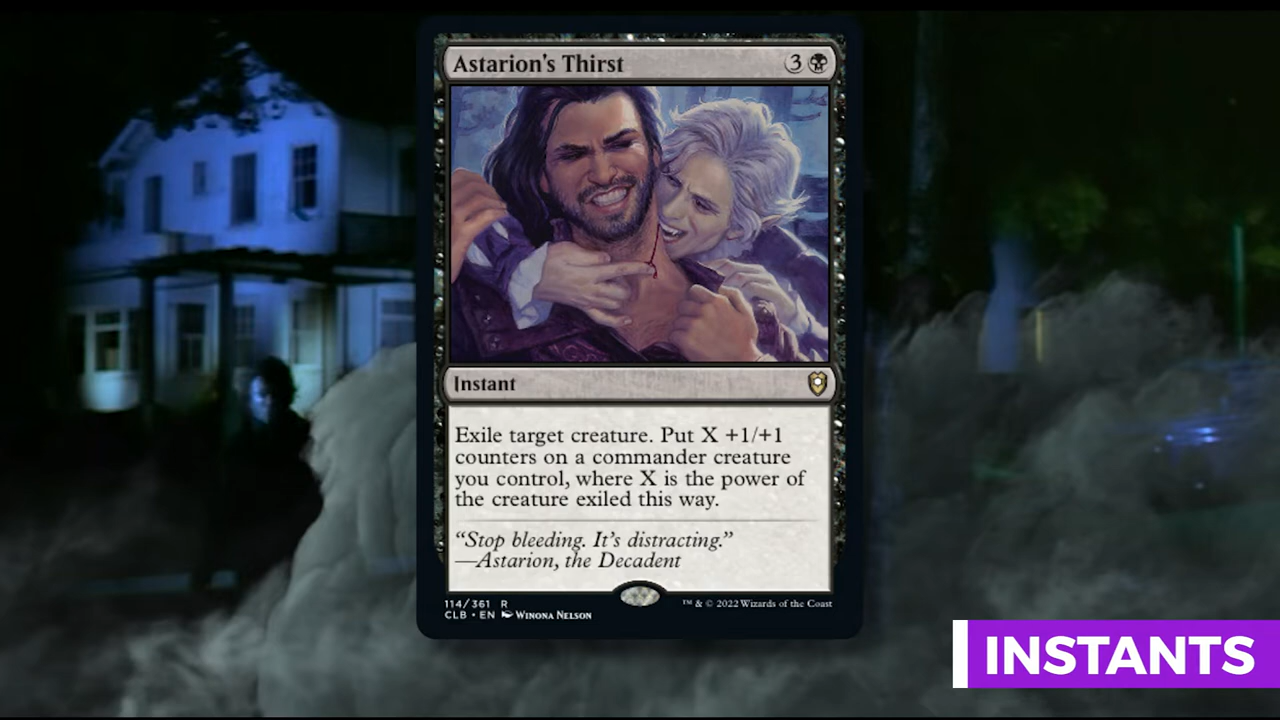 Astarion's Thirst 3
Instant
Exile target creature. Put X +1/+1
counters on a commander creature
you control, where X is the power of
the creature exiled this way.
“Stop bleeding. It's distracting.”
—Astarion, the Decadent
114/361 R
CLB • EN Winona Nelson
™ & © 2022 Wizards of the Coast
INSTANTS